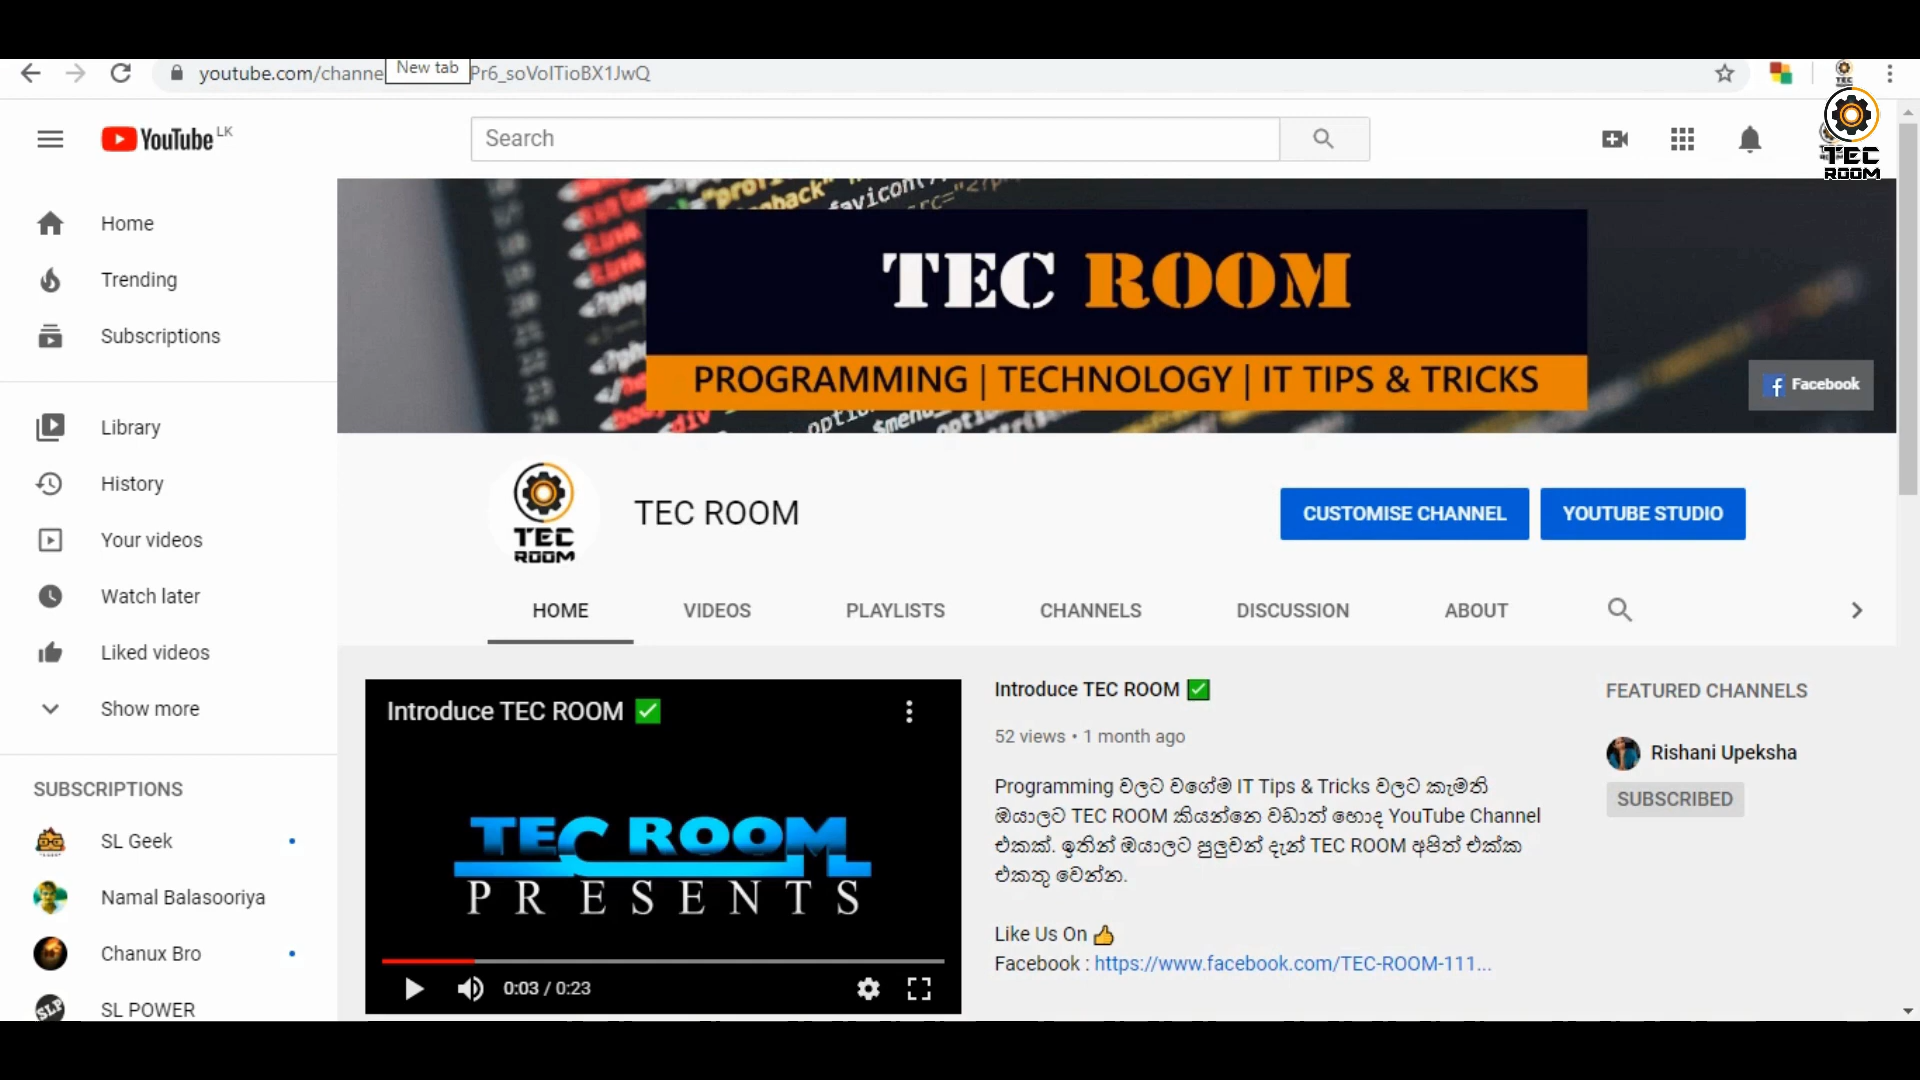 youtube.com/channe
New tab
Pr6_soVoITioBX1JwQ
YouTube LK
Search
TEC
ROOM
Home
Trending
Subscriptions
Library
History
Your videos
Watch later
Liked videos
Show more
SUBSCRIPTIONS
SL Geek
Namal Balasooriya
Chanux Bro
SL POWER
TEC ROOM
PROGRAMMING | TECHNOLOGY | IT TIPS & TRICKS
Facebook
TEC
ROOM
TEC ROOM
CUSTOMISE CHANNEL
YOUTUBE STUDIO
HOME
VIDEOS
PLAYLISTS
CHANNELS
DISCUSSION
ABOUT
Introduce TEC ROOM ✅
TEC ROOM
PRESENTS
0:03 / 0:23
Introduce TEC ROOM ✅
52 views • 1 month ago
Programming වලට වගේම IT Tips & Tricks වලට කැමති
ඔයාලට TEC ROOM කියන්නෙ වඩාත් හොද YouTube Channel
එකක්. ඉතින් ඔයාලට පුලුවන් දැන් TEC ROOM අපිත් එක්ක
එකතු වෙන්න.
Like Us On 👍
Facebook : https://www.facebook.com/TEC-ROOM-111...
FEATURED CHANNELS
Rishani Upeksha
SUBSCRIBED